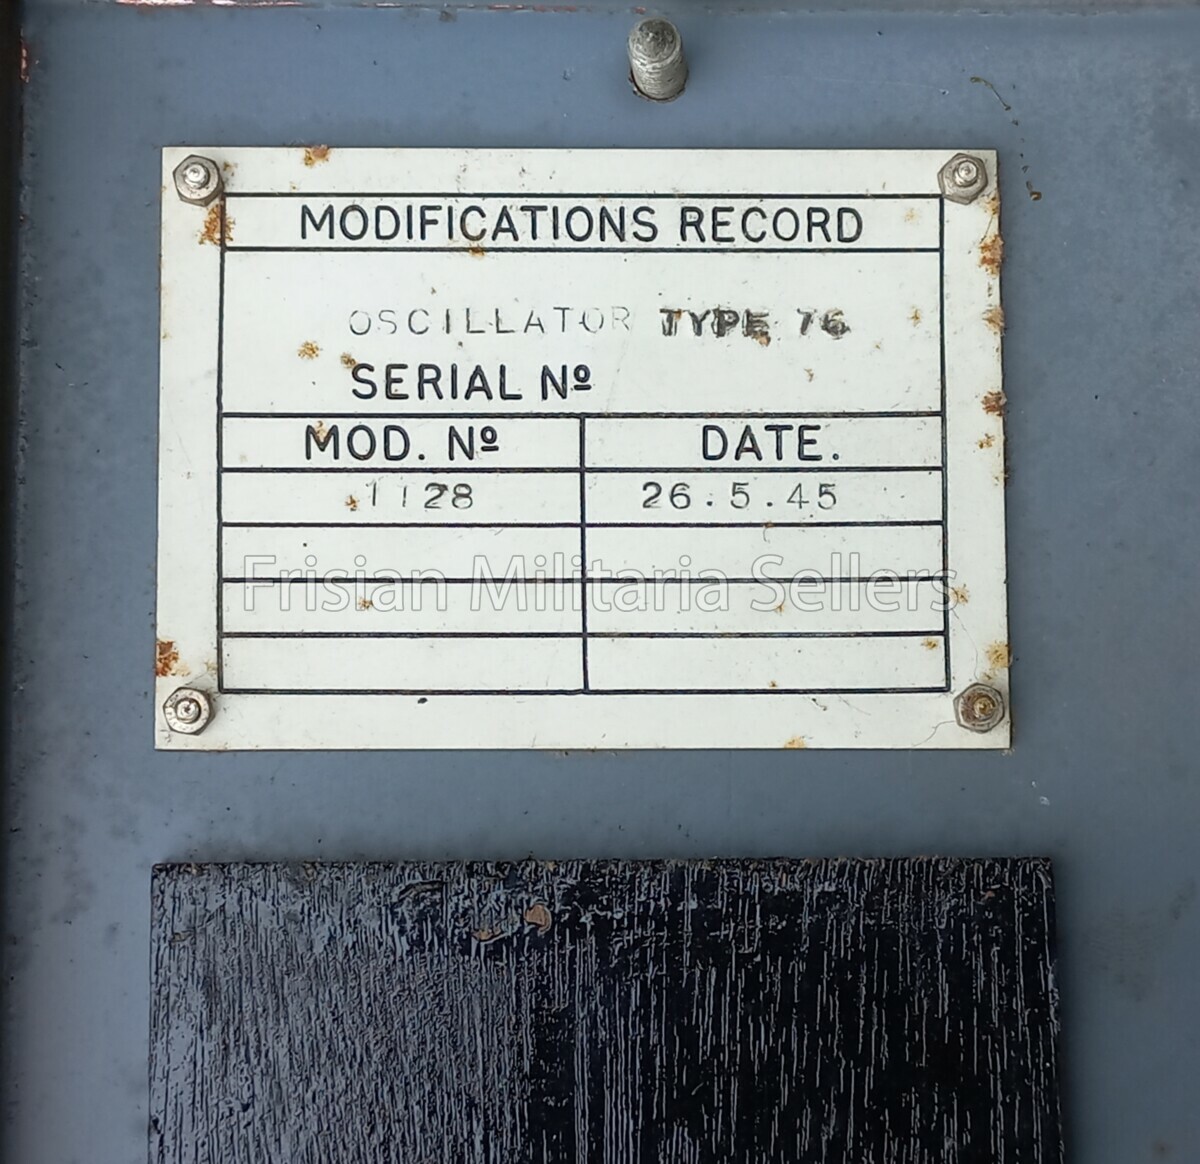 MODIFICATIONS RECORD
OSCILLATOR TYPE 76
SERIAL Nº
MOD. Nº DATE.
1128 26.5.45
Frisian Militaria Sellers